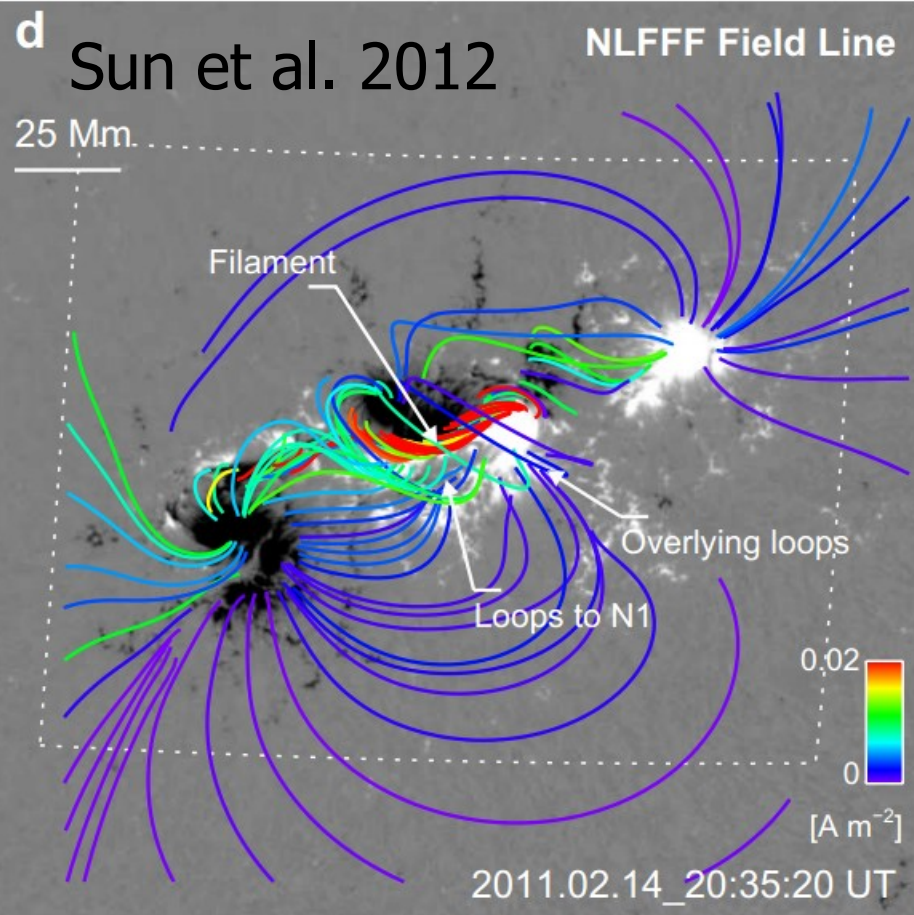 d
Sun et al. 2012
NLFFF Field Line
25 Mm
Filament
Overlying loops
Loops to N1
0.02
0
[A m⁻²]
2011.02.14_20:35:20 UT